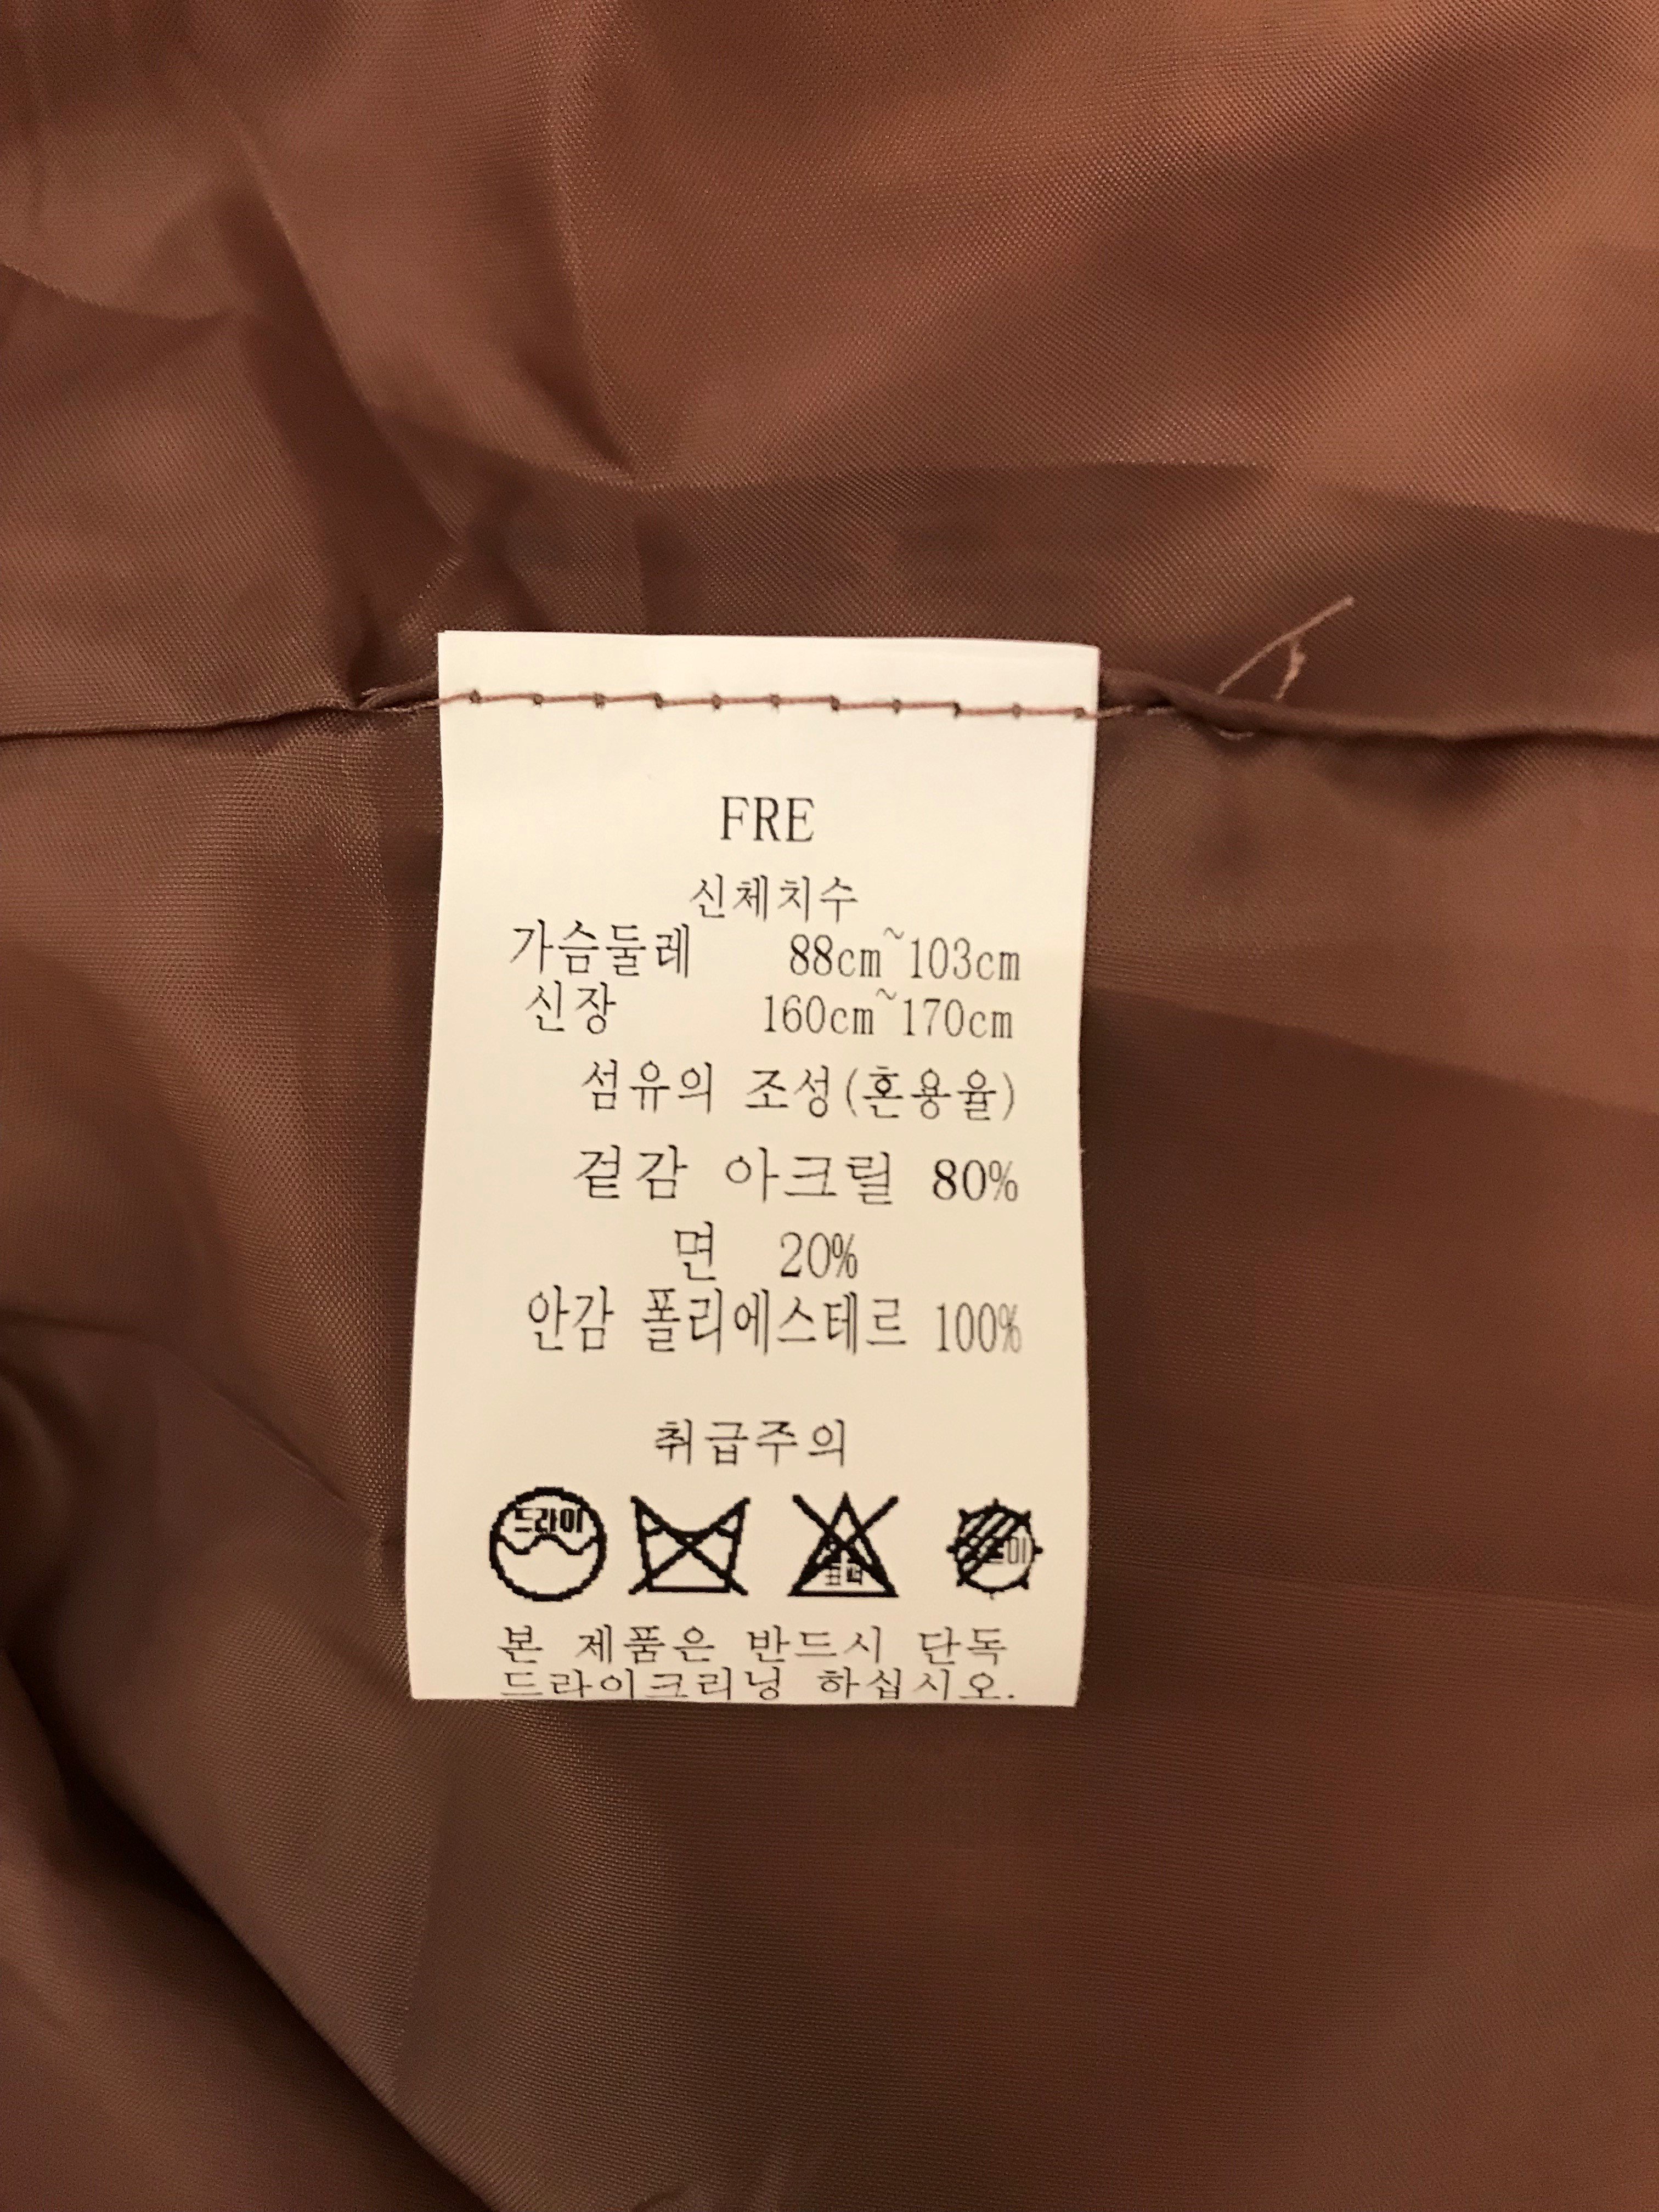 FRE
신체치수
가슴둘레 88cm~103cm
신장 160cm~170cm
섬유의 조성(혼용율)
겉감 아크릴 80%
면 20%
안감 폴리에스테르 100%
취급주의
드라이
본 제품은 반드시 단독
드라이크리닝 하십시오.